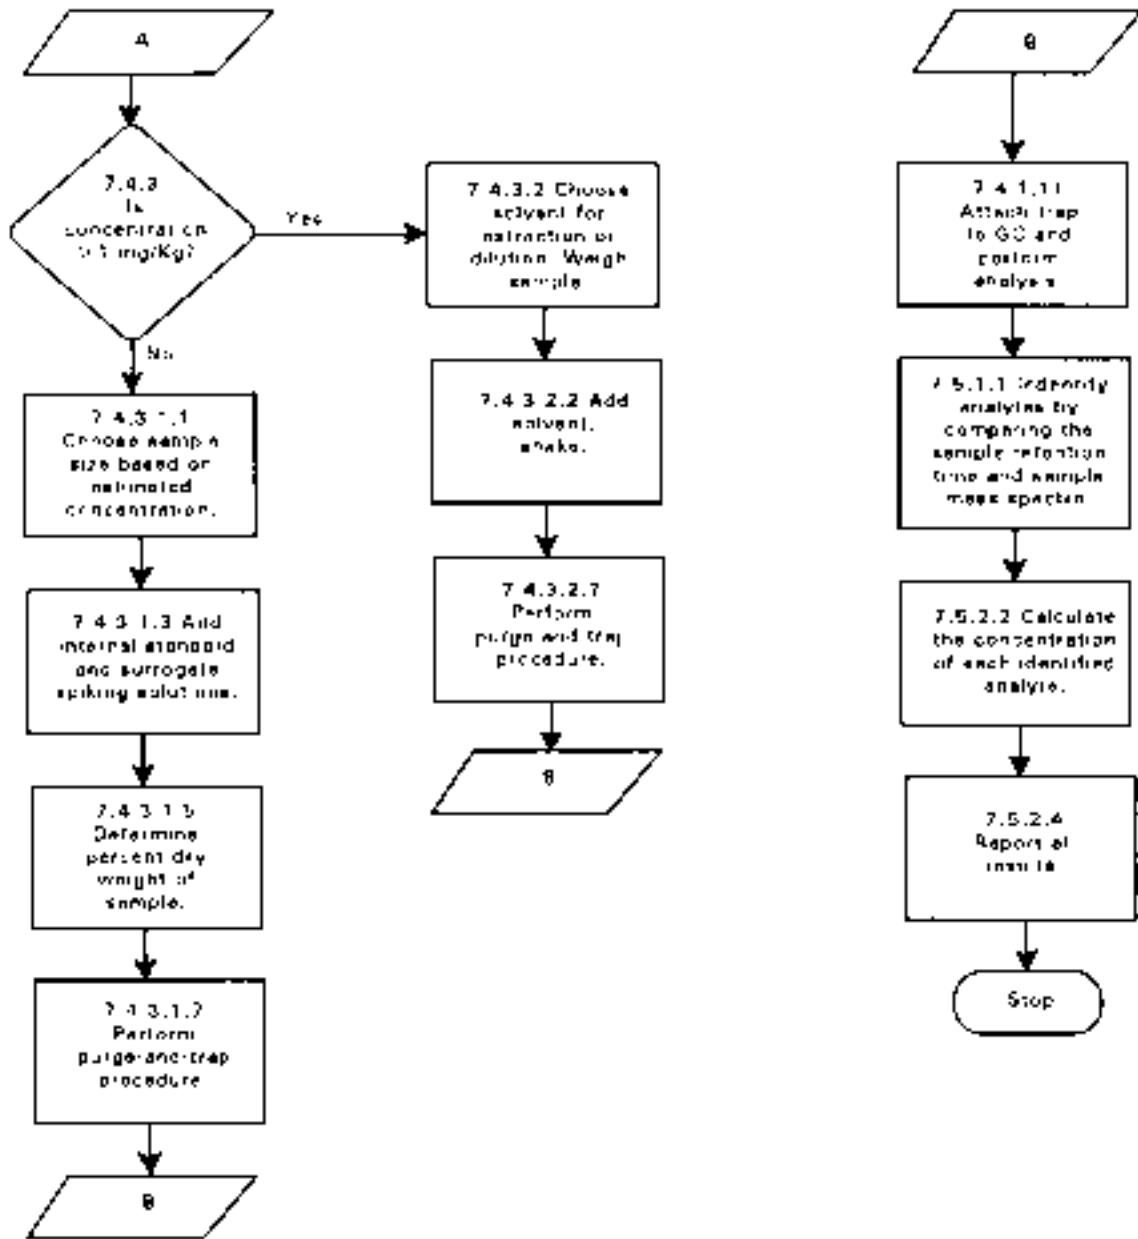 A
7.4.3
Is
concentration
mg/Kg?
Yes
No
7.4.3.1.1
Choose sample
size based on
estimated
concentration.
7.4.3.1.3 Add
internal standard
and surrogate
spiking solutions.
7.4.3.1.5
Determine
percent dry
weight of
sample.
7.4.3.1.7
Perform
purge-and-trap
procedure
B
7.4.3.2 Choose
solvent for
extraction or
dilution. Weigh
sample
7.4.3.2.2 Add
solvent,
shake.
7.4.3.2.7
Perform
purge and trap
procedure.
B
B
7.4.1.11
Attach trap
to GC and
perform
analysis
7.5.1.1 Indentify
analytes by
comparing the
sample retention
time and sample
mass spectra
7.5.2.2 Calculate
the concentration
of each identified
analyte.
7.5.2.4
Report all
results
Stop